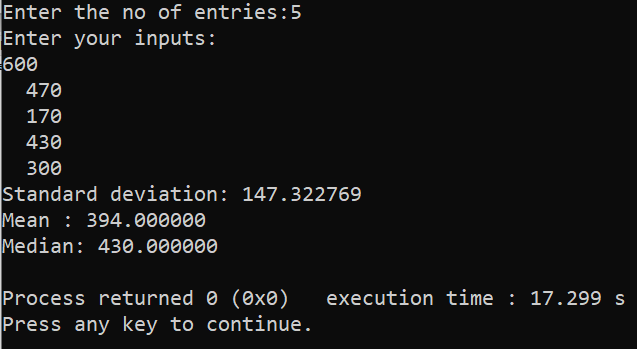 Enter the no of entries:5
Enter your inputs:
600
  470
  170
  430
  300
Standard deviation: 147.322769
Mean : 394.000000
Median: 430.000000

Process returned 0 (0x0)   execution time : 17.299 s
Press any key to continue.